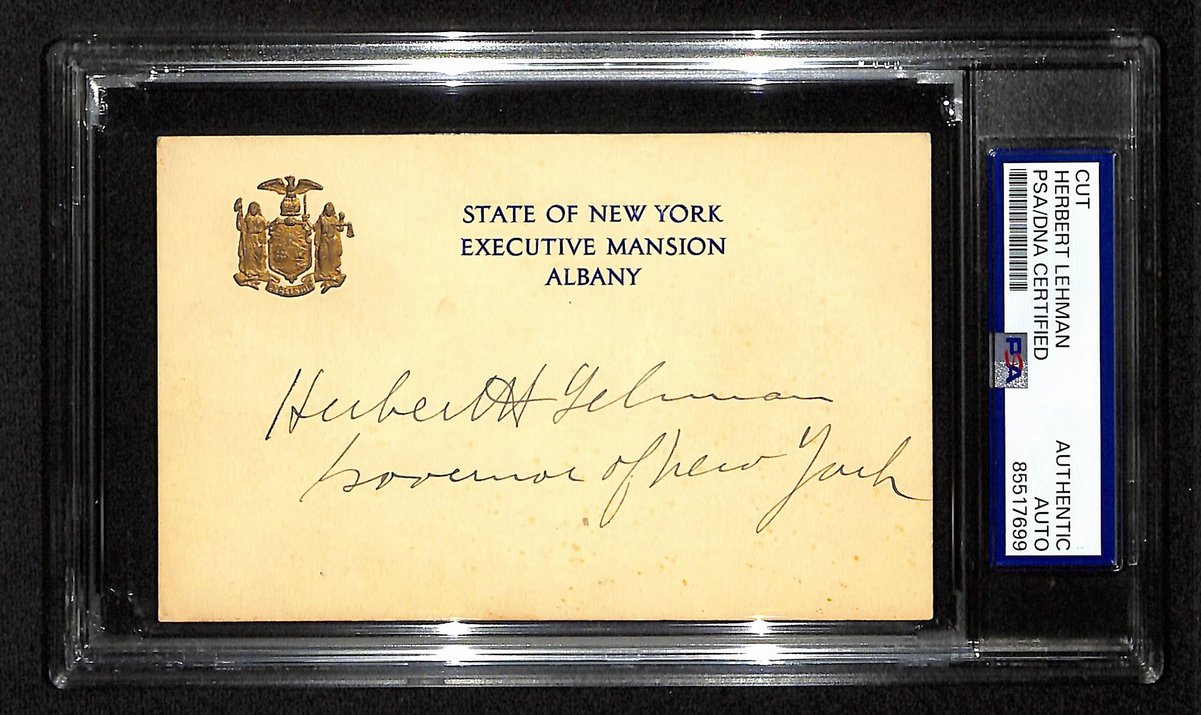 STATE OF NEW YORK
EXECUTIVE MANSION
ALBANY
Herbert H Lehman
Governor of New York
CUT
HERBERT LEHMAN
PSA/DNA CERTIFIED
PSA
AUTHENTIC
AUTO
85517699